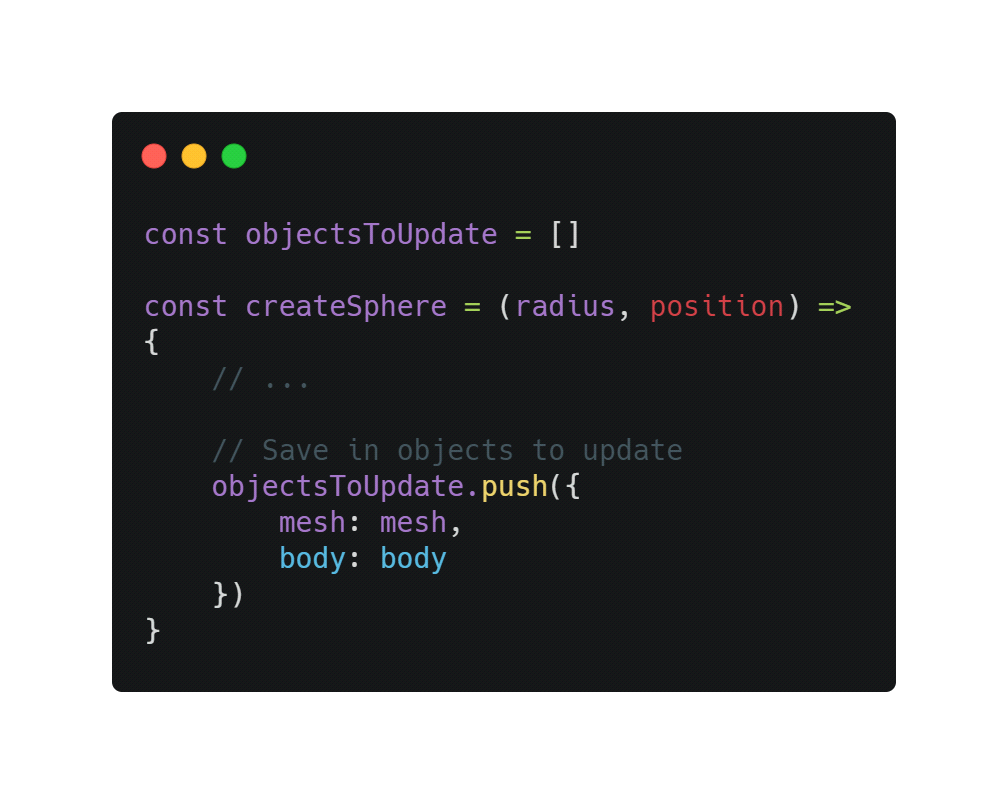 const objectsToUpdate = []
const createSphere = (radius, position) =>
{
    // ...
    // Save in objects to update
    objectsToUpdate.push({
        mesh: mesh,
        body: body
    })
}